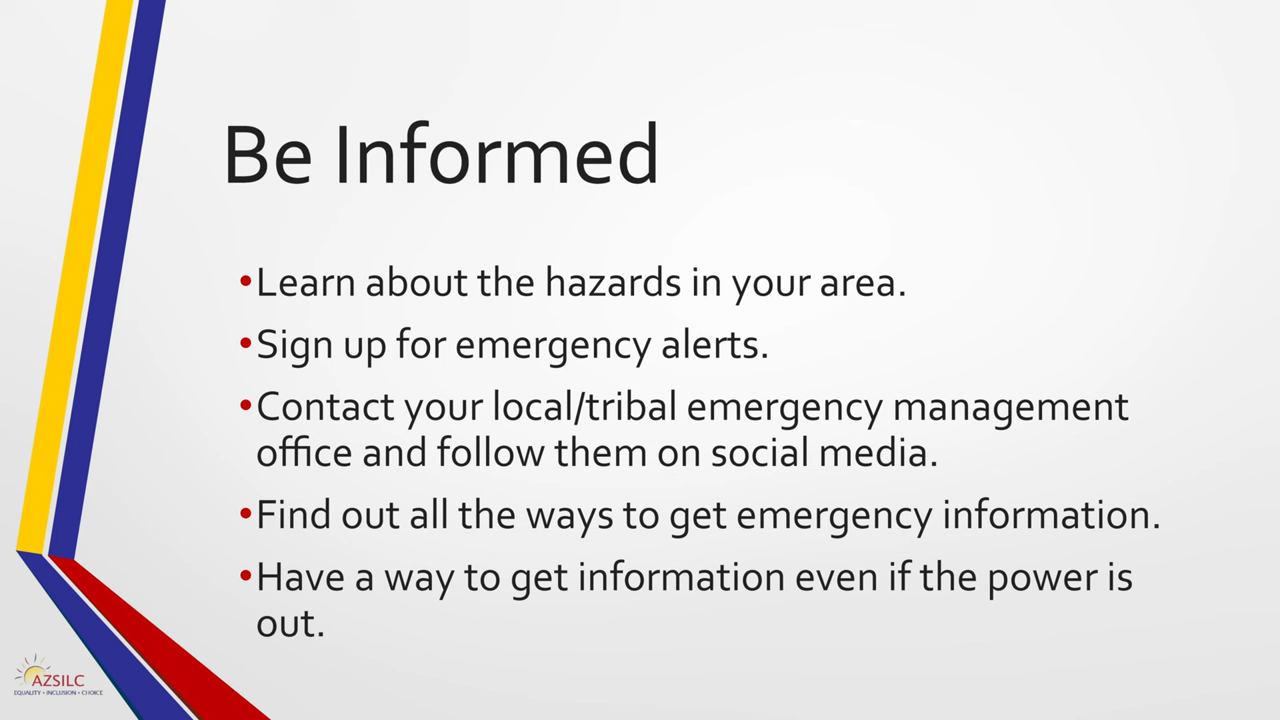 Be Informed
•Learn about the hazards in your area.
•Sign up for emergency alerts.
•Contact your local/tribal emergency management
office and follow them on social media.
•Find out all the ways to get emergency information.
•Have a way to get information even if the power is
out.
AZSILC
EQUALITY • INCLUSION • CHOICE